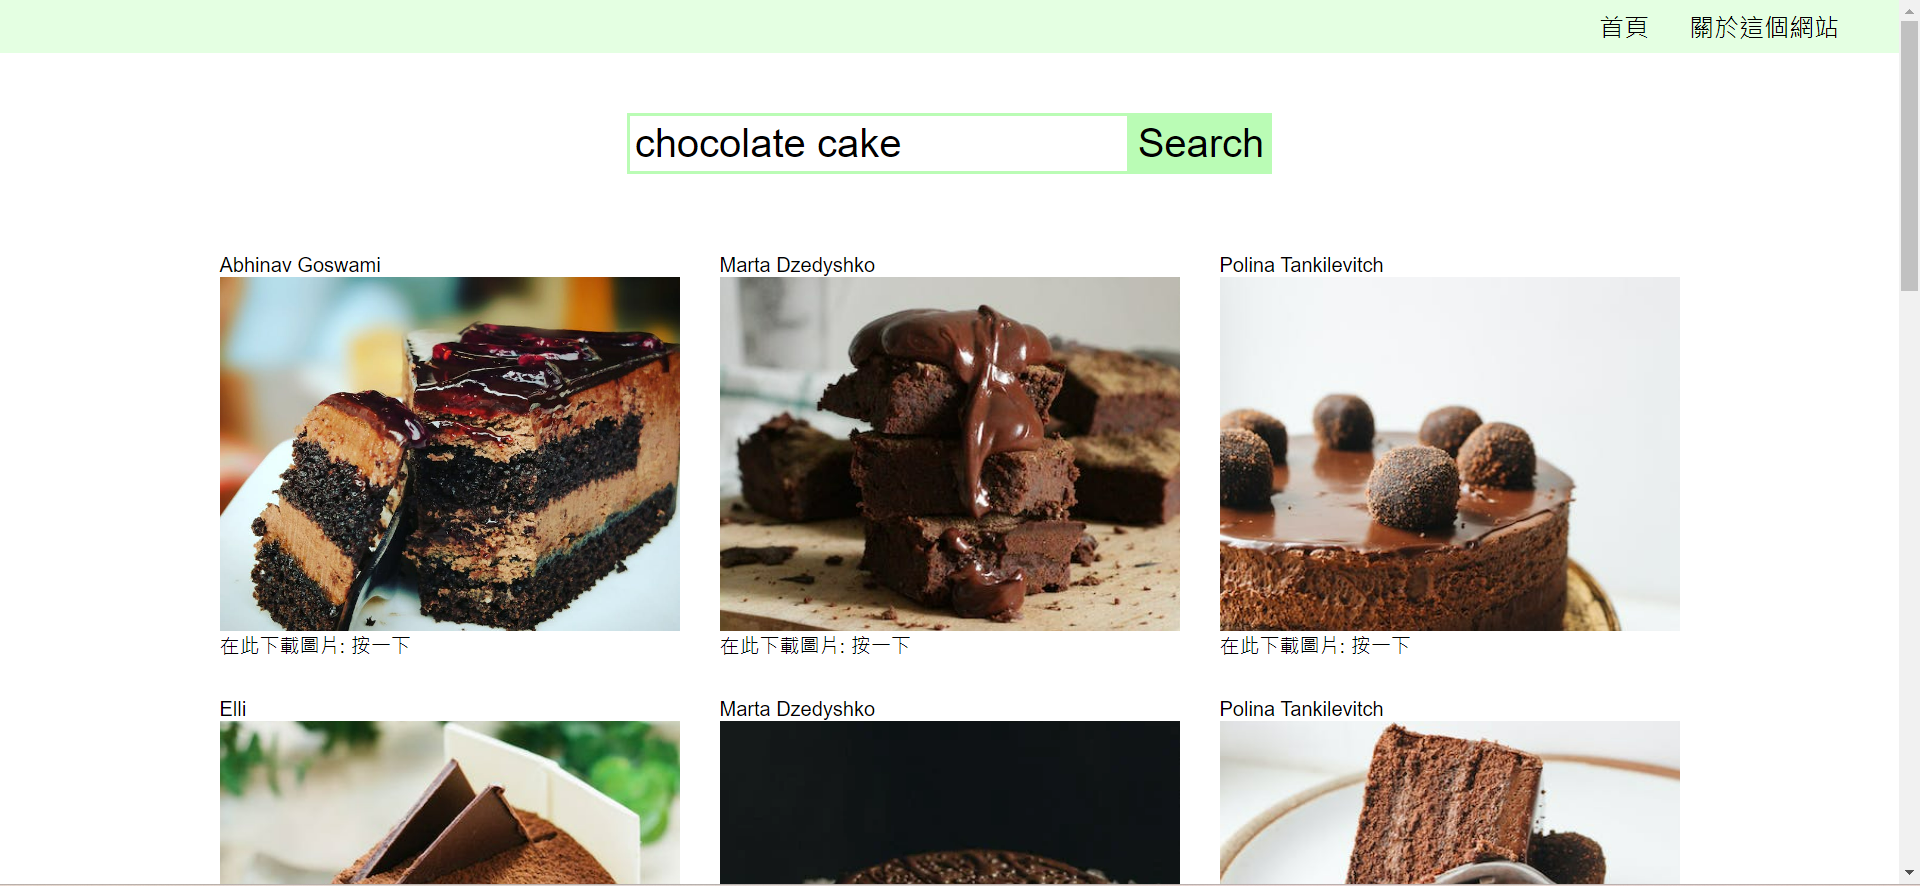 首頁 關於這個網站
chocolate cake Search
Abhinav Goswami Marta Dzedyshko Polina Tankilevitch
在此下載圖片: 按一下 在此下載圖片: 按一下 在此下載圖片: 按一下
Elli Marta Dzedyshko Polina Tankilevitch